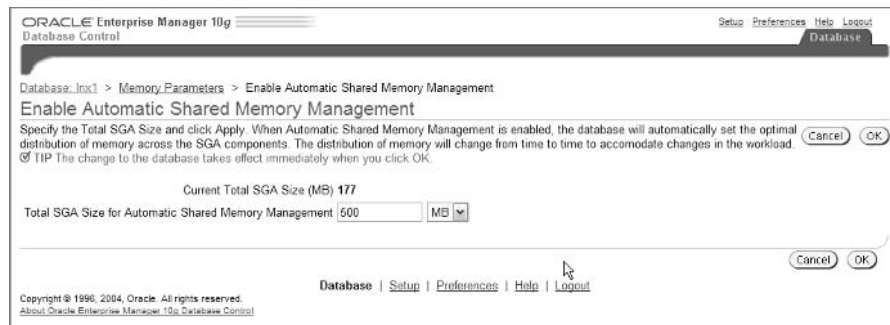 ORACLE Enterprise Manager 10g
Database Control
Setup Preferences Help Logout
Database
Database: lnx1 > Memory Parameters > Enable Automatic Shared Memory Management
Enable Automatic Shared Memory Management
Specify the Total SGA Size and click Apply. When Automatic Shared Memory Management is enabled, the database will automatically set the optimal
distribution of memory across the SGA components. The distribution of memory will change from time to time to accomodate changes in the workload.
TIP The change to the database takes effect immediately when you click OK.
Cancel OK
Current Total SGA Size (MB) 177
Total SGA Size for Automatic Shared Memory Management 500 MB
Cancel OK
Database | Setup | Preferences | Help | Logout
Copyright © 1996, 2004, Oracle. All rights reserved.
About Oracle Enterprise Manager 10g Database Control